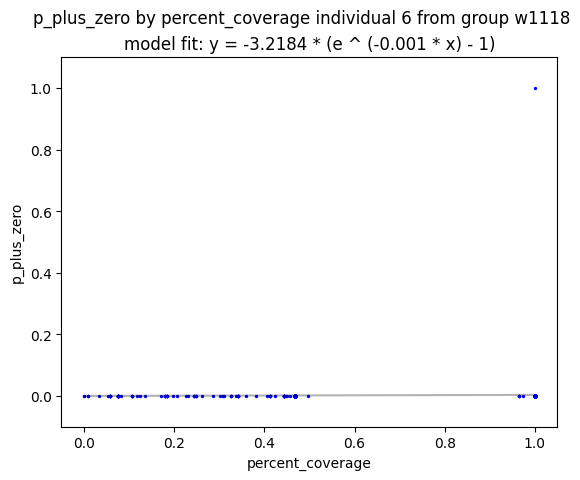 p_plus_zero by percent_coverage individual 6 from group w1118
model fit: y = -3.2184 * (e ^ (-0.001 * x) - 1)
1.0
0.8
0.6
0.4
0.2
0.0
p_plus_zero
0.0 0.2 0.4 0.6 0.8 1.0
percent_coverage